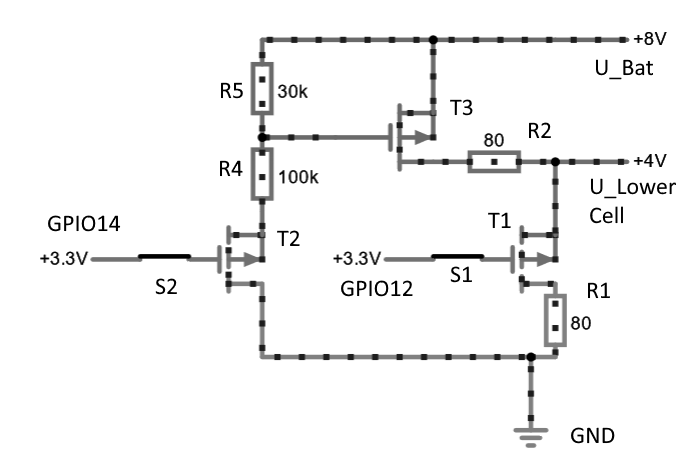 +8V
U_Bat
R5
30k
T3
R2
80
+4V
R4
100k
U_Lower
Cell
GPIO14
T2
T1
+3.3V
S2
+3.3V
S1
GPIO12
R1
80
GND